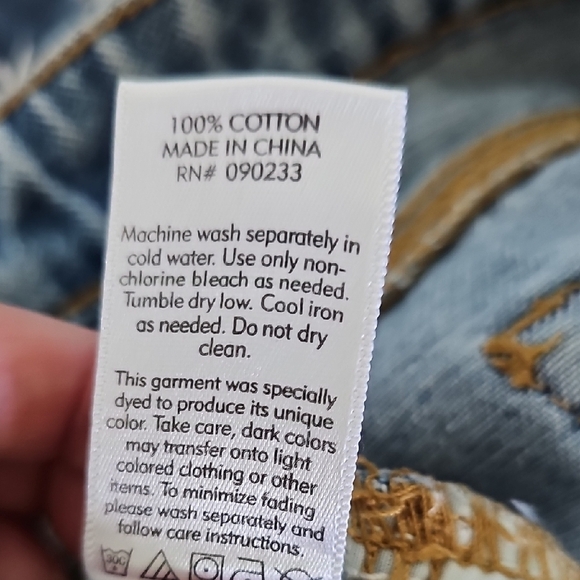 100% COTTON
MADE IN CHINA
RN# 090233
Machine wash separately in
cold water. Use only non-
chlorine bleach as needed.
Tumble dry low. Cool iron
as needed. Do not dry
clean.
This garment was specially
dyed to produce its unique
color. Take care, dark colors
may transfer onto light
colored clothing or other
items. To minimize fading
please wash separately and
follow care instructions.